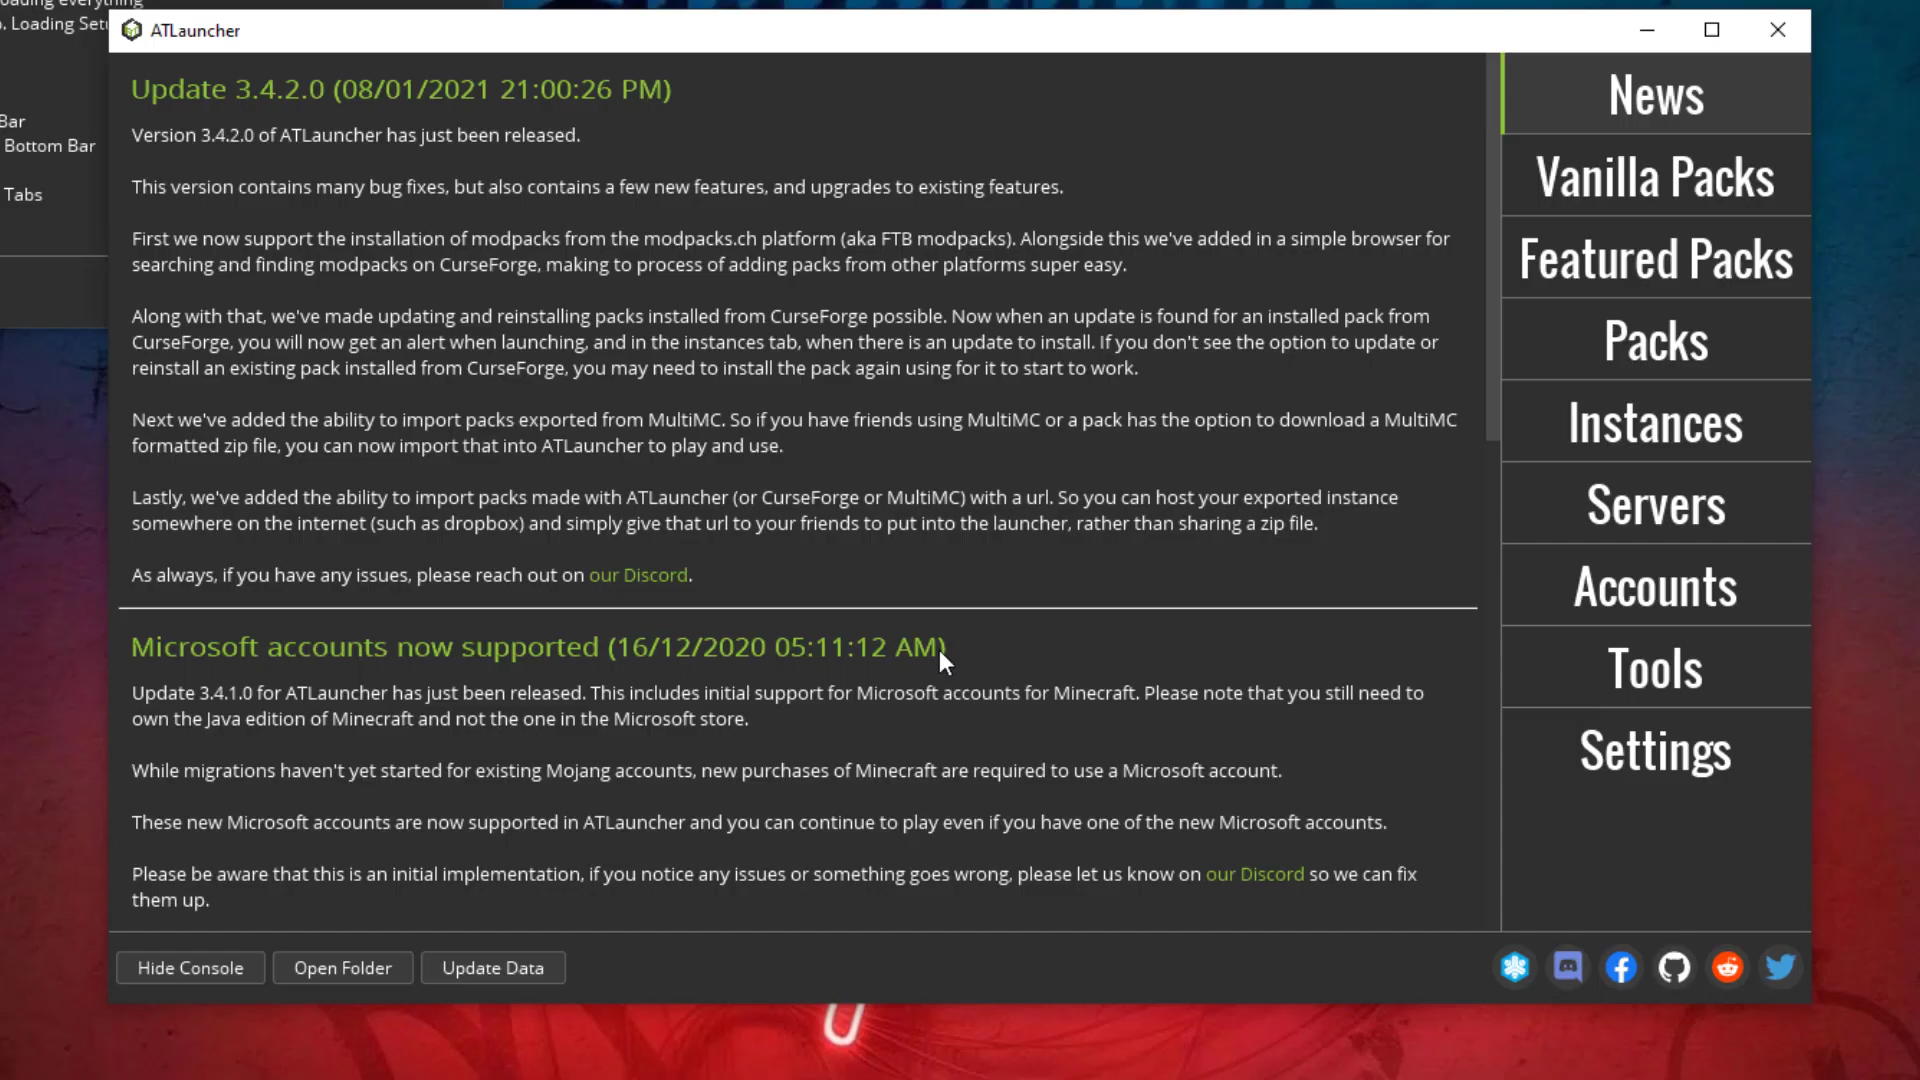 oading everything
. Loading Setu
Bar
Bottom Bar
Tabs
ATLauncher
Update 3.4.2.0 (08/01/2021 21:00:26 PM)
Version 3.4.2.0 of ATLauncher has just been released.
This version contains many bug fixes, but also contains a few new features, and upgrades to existing features.
First we now support the installation of modpacks from the modpacks.ch platform (aka FTB modpacks). Alongside this we've added in a simple browser for
searching and finding modpacks on CurseForge, making to process of adding packs from other platforms super easy.
Along with that, we've made updating and reinstalling packs installed from CurseForge possible. Now when an update is found for an installed pack from
CurseForge, you will now get an alert when launching, and in the instances tab, when there is an update to install. If you don't see the option to update or
reinstall an existing pack installed from CurseForge, you may need to install the pack again using for it to start to work.
Next we've added the ability to import packs exported from MultiMC. So if you have friends using MultiMC or a pack has the option to download a MultiMC
formatted zip file, you can now import that into ATLauncher to play and use.
Lastly, we've added the ability to import packs made with ATLauncher (or CurseForge or MultiMC) with a url. So you can host your exported instance
somewhere on the internet (such as dropbox) and simply give that url to your friends to put into the launcher, rather than sharing a zip file.
As always, if you have any issues, please reach out on our Discord.
Microsoft accounts now supported (16/12/2020 05:11:12 AM)
Update 3.4.1.0 for ATLauncher has just been released. This includes initial support for Microsoft accounts for Minecraft. Please note that you still need to
own the Java edition of Minecraft and not the one in the Microsoft store.
While migrations haven't yet started for existing Mojang accounts, new purchases of Minecraft are required to use a Microsoft account.
These new Microsoft accounts are now supported in ATLauncher and you can continue to play even if you have one of the new Microsoft accounts.
Please be aware that this is an initial implementation, if you notice any issues or something goes wrong, please let us know on our Discord so we can fix
them up.
News
Vanilla Packs
Featured Packs
Packs
Instances
Servers
Accounts
Tools
Settings
Hide Console
Open Folder
Update Data